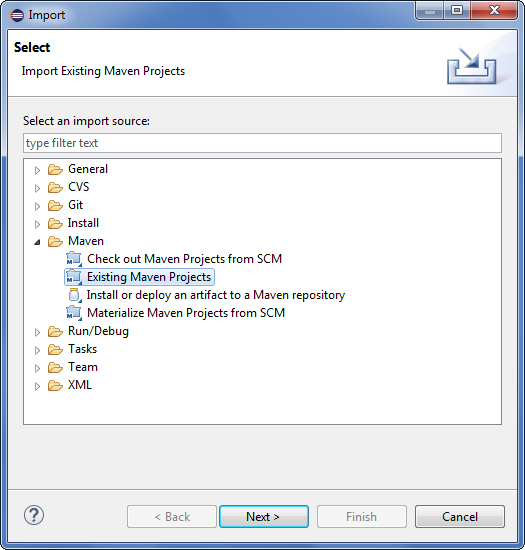 Import
Select
Import Existing Maven Projects
Select an import source:
type filter text
General
CVS
Git
Install
Maven
Check out Maven Projects from SCM
Existing Maven Projects
Install or deploy an artifact to a Maven repository
Materialize Maven Projects from SCM
Run/Debug
Tasks
Team
XML
< Back Next > Finish Cancel